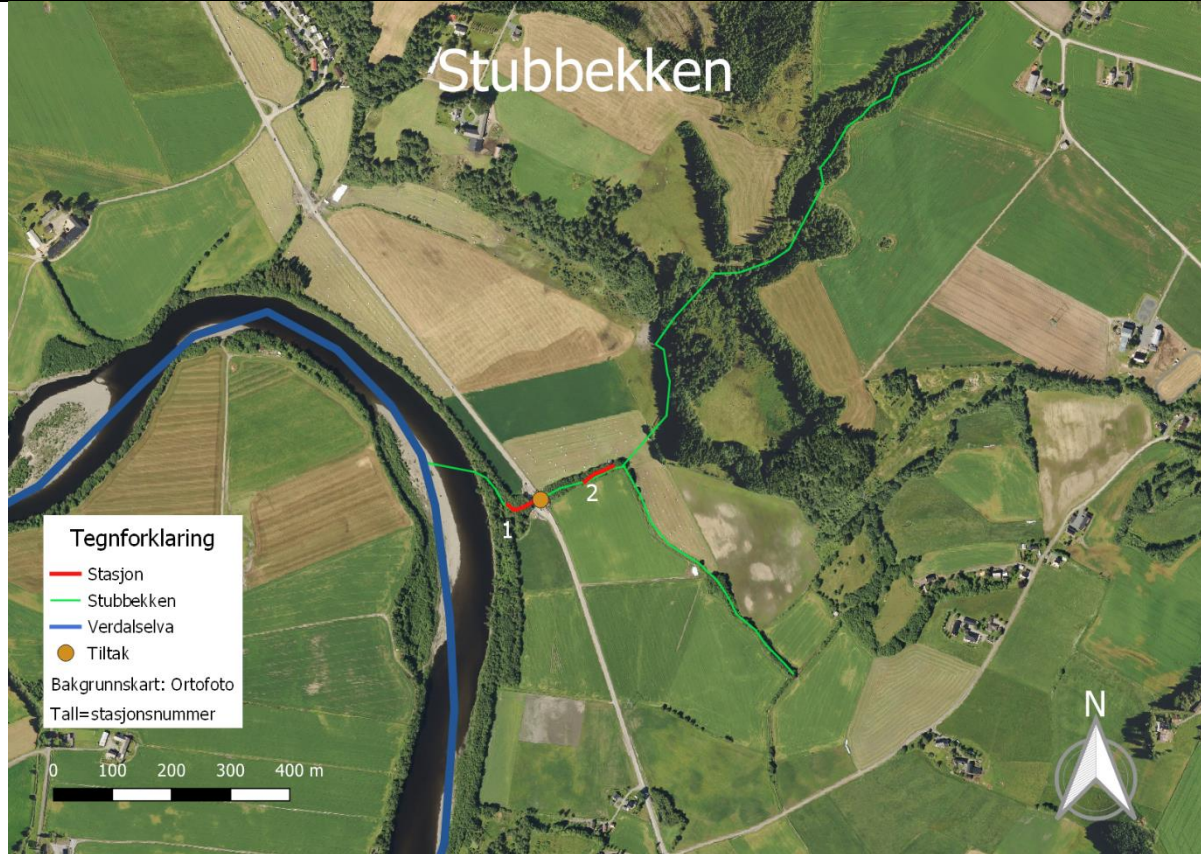 Stubbekken
1
2
Tegnforklaring
Stasjon
Stubbekken
Verdalselva
Tiltak
Bakgrunnskart: Ortofoto
Tall=stasjonsnummer
0 100 200 300 400 m
N